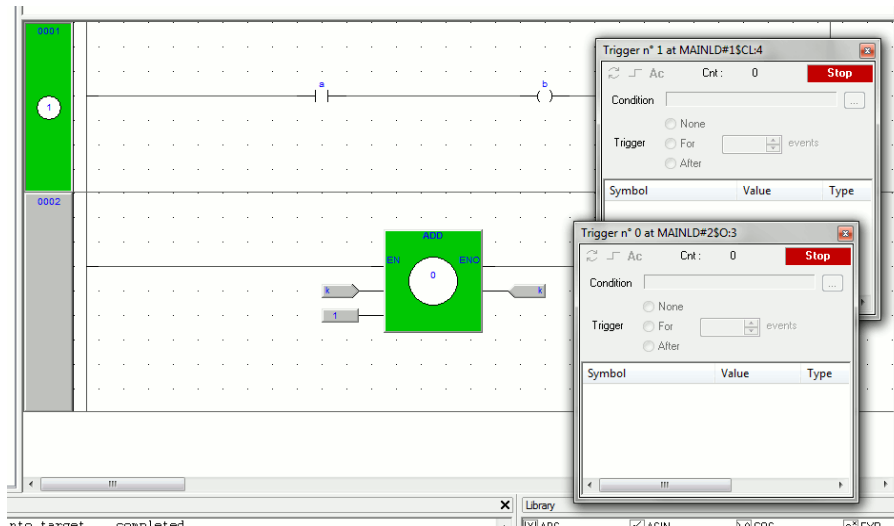 0001
1
a
b
0002
ADD
EN
ENO
0
k
k
1
Trigger n° 1 at MAINLD#1$CL:4
Ac Cnt: 0 Stop
Condition ...
None
Trigger For events
After
Symbol Value Type
Trigger n° 0 at MAINLD#2$O:3
Ac Cnt: 0 Stop
Condition ...
None
Trigger For events
After
Symbol Value Type
Library
completed